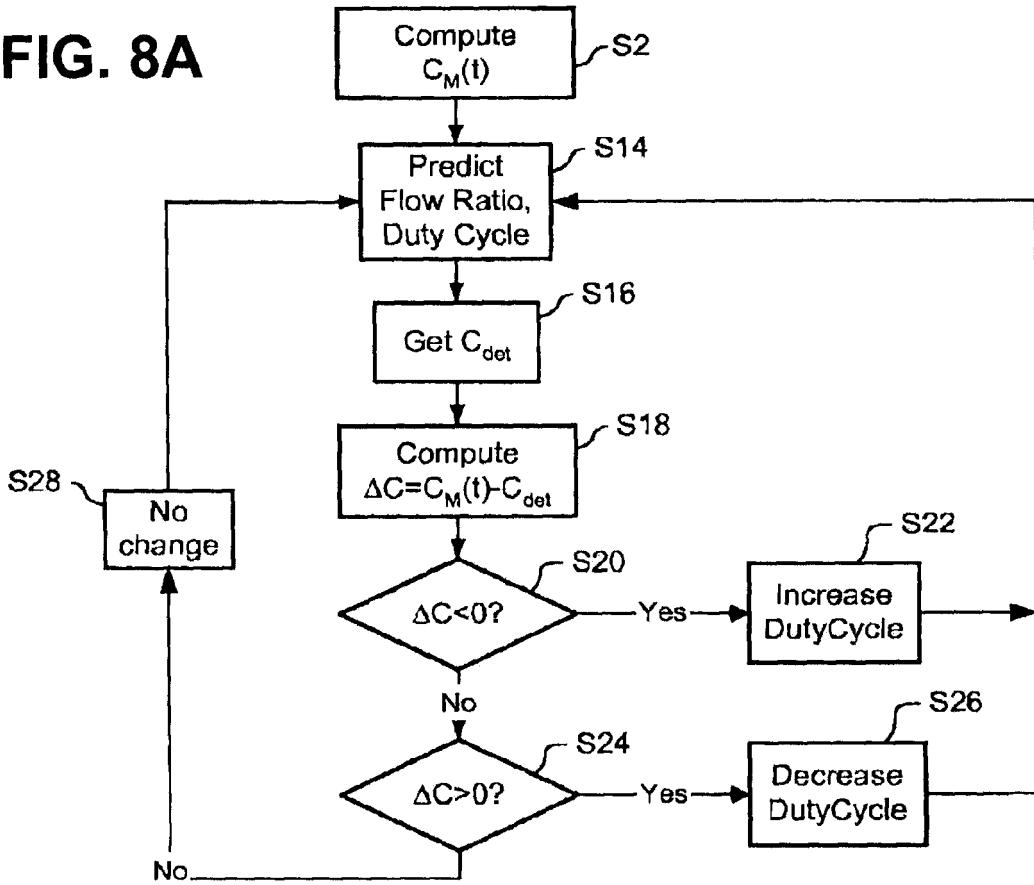 FIG. 8A
Compute
C_M(t)
S2
Predict
Flow Ratio,
Duty Cycle
S14
Get C_det
S16
Compute
ΔC=C_M(t)-C_det
S18
S28
No
change
ΔC<0?
S20
Yes
Increase
DutyCycle
S22
No
ΔC>0?
S24
Yes
Decrease
DutyCycle
S26
No